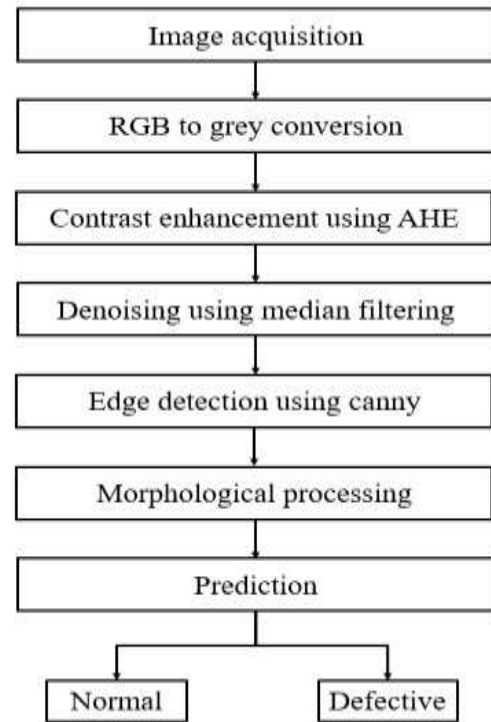 Image acquisition
RGB to grey conversion
Contrast enhancement using AHE
Denoising using median filtering
Edge detection using canny
Morphological processing
Prediction
Normal
Defective